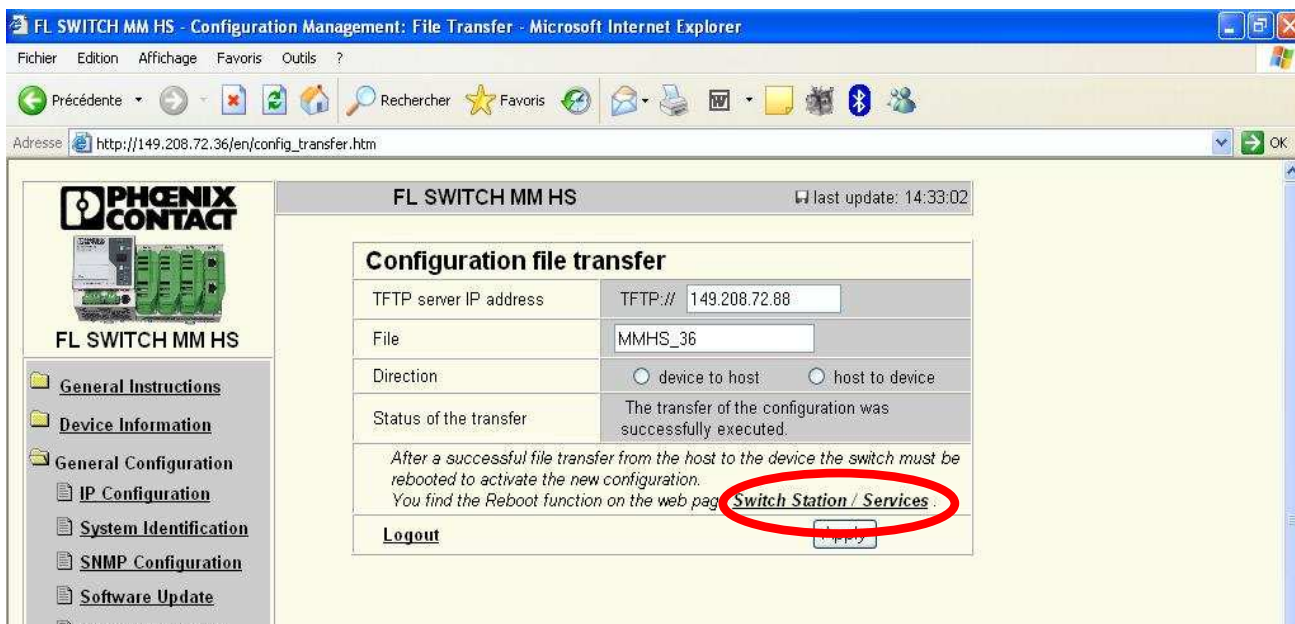 FL SWITCH MM HS - Configuration Management: File Transfer - Microsoft Internet Explorer
Fichier Edition Affichage Favoris Outils ?
Précédente Rechercher Favoris
Adresse http://149.208.72.36/en/config_transfer.htm OK
PHŒNIX
CONTACT
FL SWITCH MM HS
General Instructions
Device Information
General Configuration
IP Configuration
System Identification
SNMP Configuration
Software Update
FL SWITCH MM HS last update: 14:33:02
Configuration file transfer
TFTP server IP address TFTP:// 149.208.72.88
File MMHS_36
Direction device to host host to device
Status of the transfer The transfer of the configuration was
successfully executed.
After a successful file transfer from the host to the device the switch must be
rebooted to activate the new configuration.
You find the Reboot function on the web page Switch Station / Services .
Logout Apply